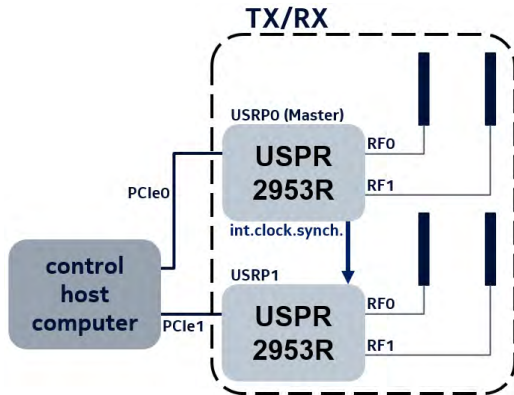 TX/RX
USRP0 (Master)
USPR
2953R
RF0
RF1
PCIe0
int.clock.synch.
USRP1
control
host
computer
PCIe1
USPR
2953R
RF0
RF1